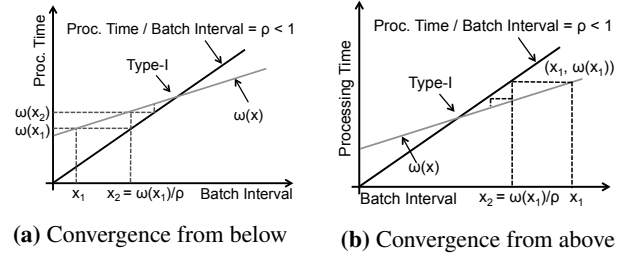 Proc. Time
Proc. Time / Batch Interval = ρ < 1
Type-I
ω(x)
ω(x₂)
ω(x₁)
x₁
x₂ = ω(x₁)/ρ
Batch Interval
(a) Convergence from below
Processing Time
Proc. Time /
Batch Interval = ρ < 1
(x₁, ω(x₁))
Type-I
ω(x)
Batch Interval
x₂ = ω(x₁)/ρ
x₁
(b) Convergence from above